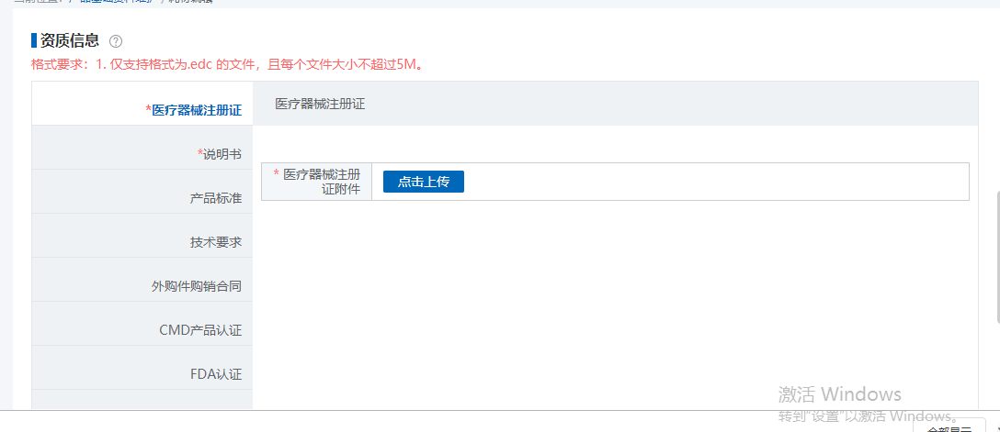 资质信息
格式要求：1. 仅支持格式为.edc 的文件，且每个文件大小不超过5M。
*医疗器械注册证
医疗器械注册证
*说明书
* 医疗器械注册
证附件
点击上传
产品标准
技术要求
外购件购销合同
CMD产品认证
FDA认证
激活 Windows
转到"设置"以激活 Windows。
全部显示